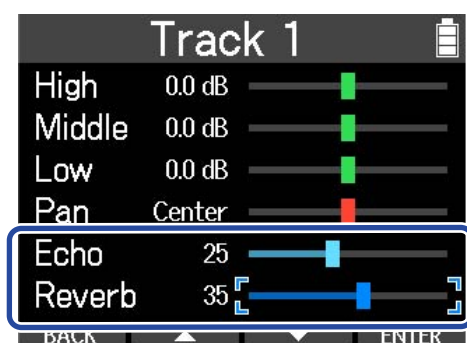 Track 1
High 0.0 dB
Middle 0.0 dB
Low 0.0 dB
Pan Center
Echo 25
Reverb 35
BACK ENTER